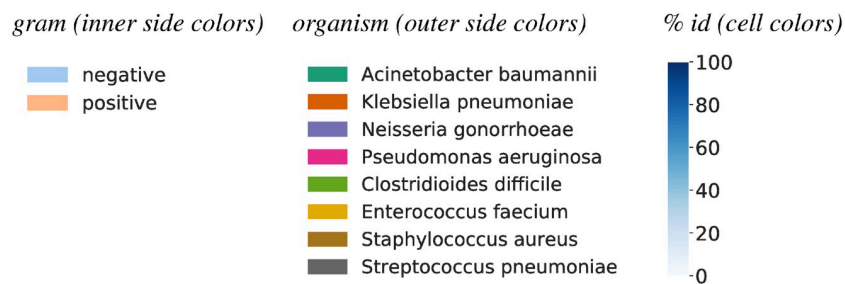 gram (inner side colors)
negative
positive
organism (outer side colors)
Acinetobacter baumannii
Klebsiella pneumoniae
Neisseria gonorrhoeae
Pseudomonas aeruginosa
Clostridioides difficile
Enterococcus faecium
Staphylococcus aureus
Streptococcus pneumoniae
% id (cell colors)
100
80
60
40
20
0